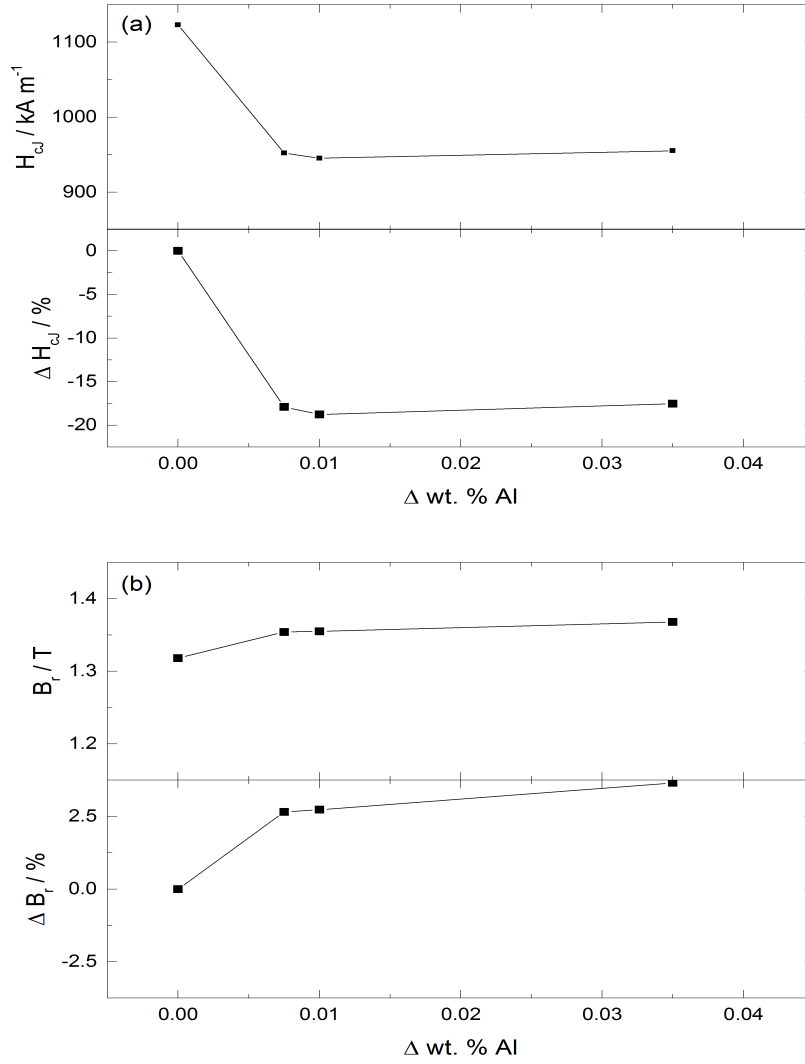 (a)
H_cJ / kA m⁻¹
1100
1000
900
Δ H_cJ / %
0
-5
-10
-15
-20
0.00 0.01 0.02 0.03 0.04
Δ wt. % Al
(b)
B_r / T
1.4
1.3
1.2
Δ B_r / %
2.5
0.0
-2.5
0.00 0.01 0.02 0.03 0.04
Δ wt. % Al